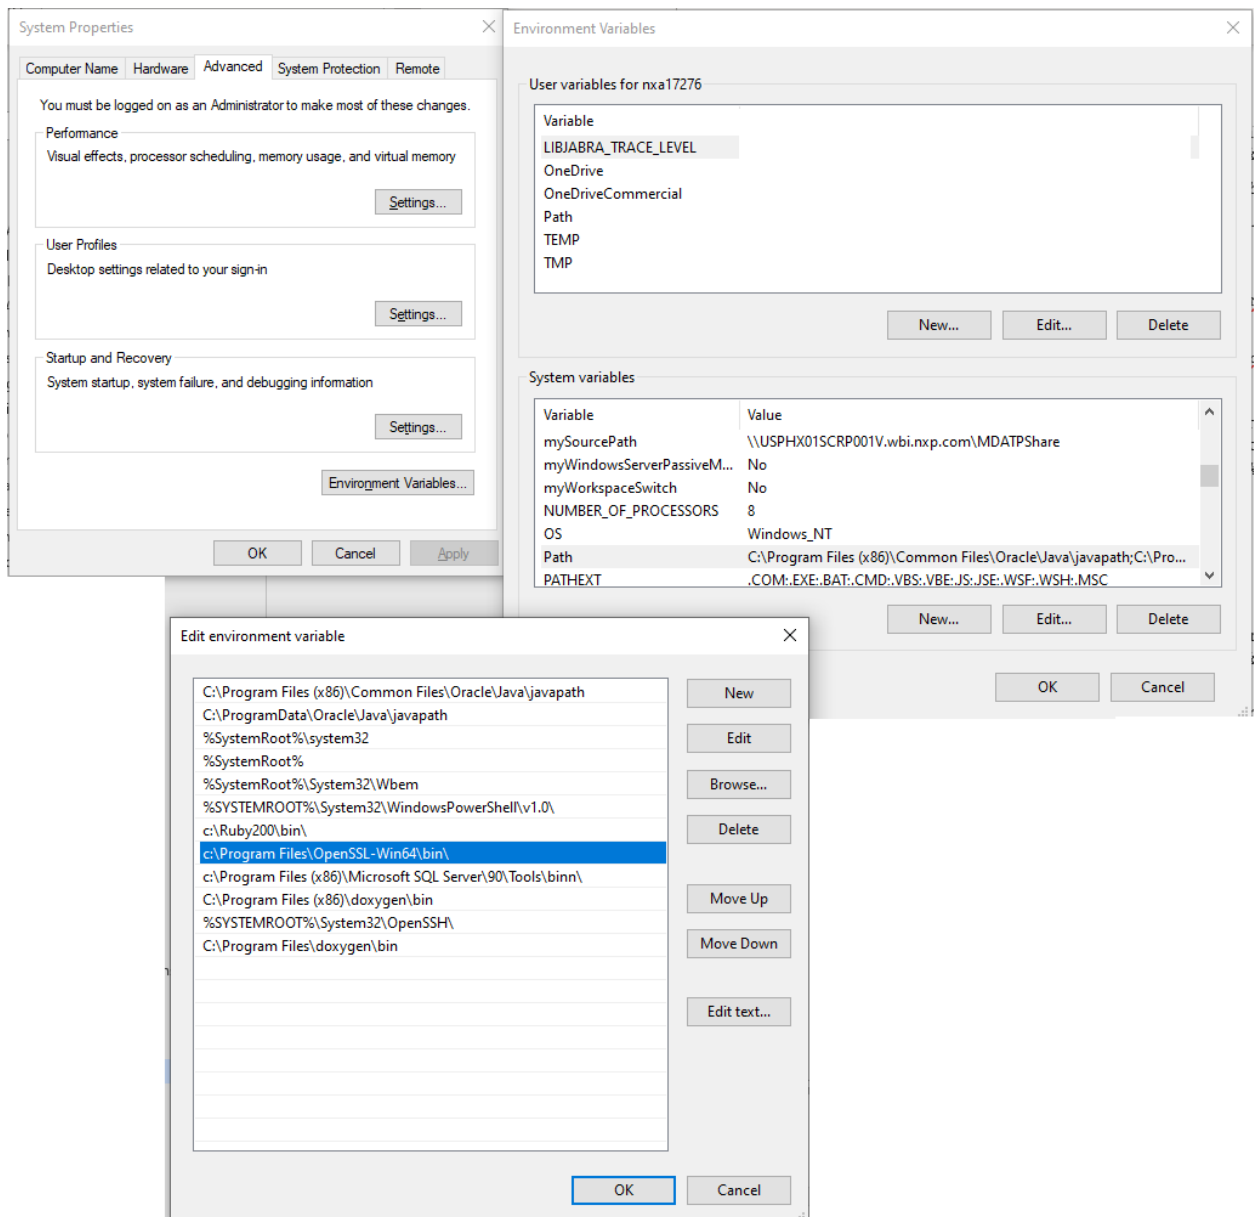 System Properties
Computer Name Hardware Advanced System Protection Remote
You must be logged on as an Administrator to make most of these changes.
Performance
Visual effects, processor scheduling, memory usage, and virtual memory
Settings...
User Profiles
Desktop settings related to your sign-in
Settings...
Startup and Recovery
System startup, system failure, and debugging information
Settings...
Environment Variables...
OK Cancel Apply
Environment Variables
User variables for nxa17276
Variable
LIBJABRA_TRACE_LEVEL
OneDrive
OneDriveCommercial
Path
TEMP
TMP
New... Edit... Delete
System variables
Variable Value
mySourcePath \\USPHX01SCRP001V.wbi.nxp.com\MDATPShare
myWindowsServerPassiveM... No
myWorkspaceSwitch No
NUMBER_OF_PROCESSORS 8
OS Windows_NT
Path C:\Program Files (x86)\Common Files\Oracle\Java\javapath;C:\Pro...
PATHEXT .COM;.EXE;.BAT;.CMD;.VBS;.VBE;.JS;.JSE;.WSF;.WSH;.MSC
New... Edit... Delete
OK Cancel
Edit environment variable
C:\Program Files (x86)\Common Files\Oracle\Java\javapath
C:\ProgramData\Oracle\Java\javapath
%SystemRoot%\system32
%SystemRoot%
%SystemRoot%\System32\Wbem
%SYSTEMROOT%\System32\WindowsPowerShell\v1.0\
c:\Ruby200\bin\
c:\Program Files\OpenSSL-Win64\bin\
c:\Program Files (x86)\Microsoft SQL Server\90\Tools\binn\
C:\Program Files (x86)\doxygen\bin
%SYSTEMROOT%\System32\OpenSSH\
C:\Program Files\doxygen\bin
New
Edit
Browse...
Delete
Move Up
Move Down
Edit text...
OK Cancel